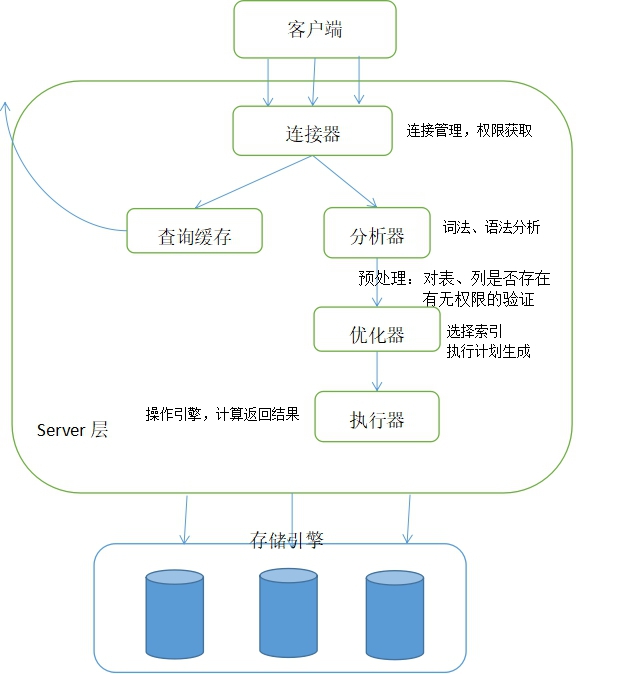 客户端
连接器
连接管理，权限获取
查询缓存
分析器
词法、语法分析
预处理：对表、列是否存在
有无权限的验证
优化器
选择索引
执行计划生成
操作引擎，计算返回结果
执行器
Server 层
存储引擎